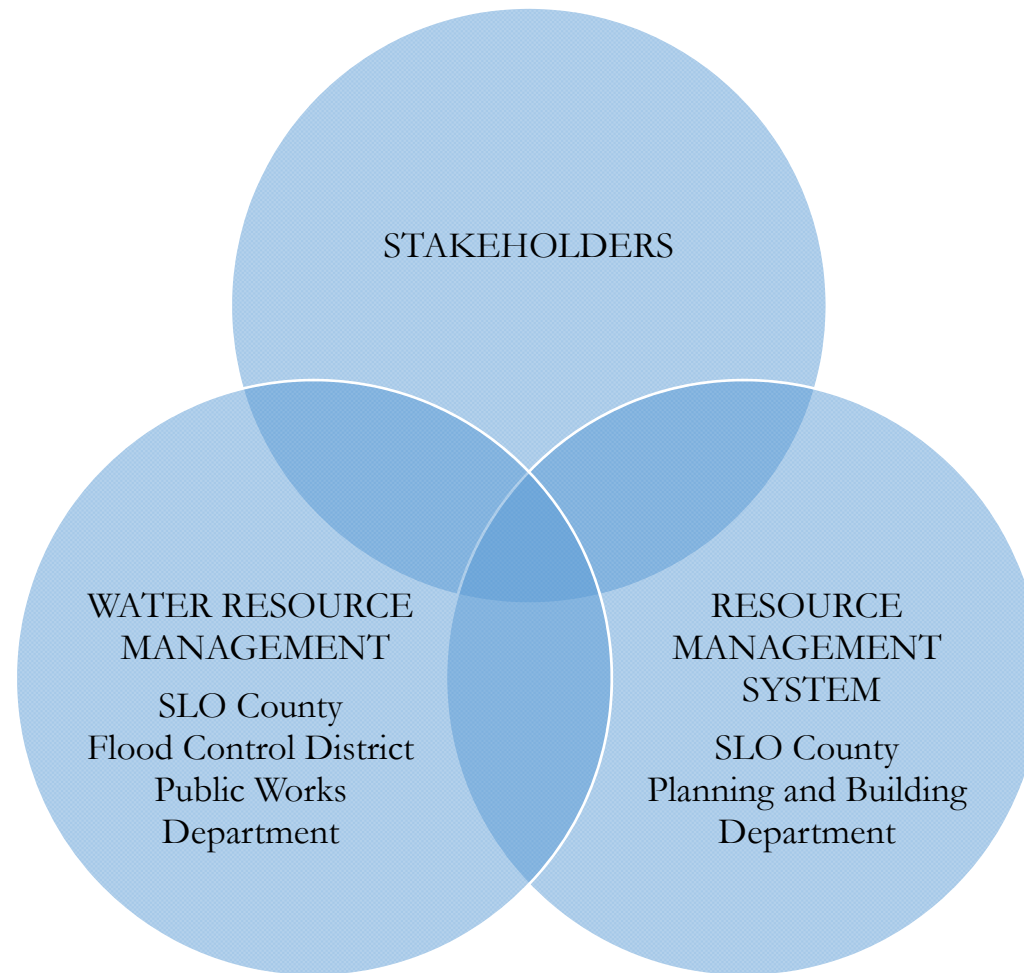 STAKEHOLDERS
WATER RESOURCE
MANAGEMENT
SLO County
Flood Control District
Public Works
Department
RESOURCE
MANAGEMENT
SYSTEM
SLO County
Planning and Building
Department